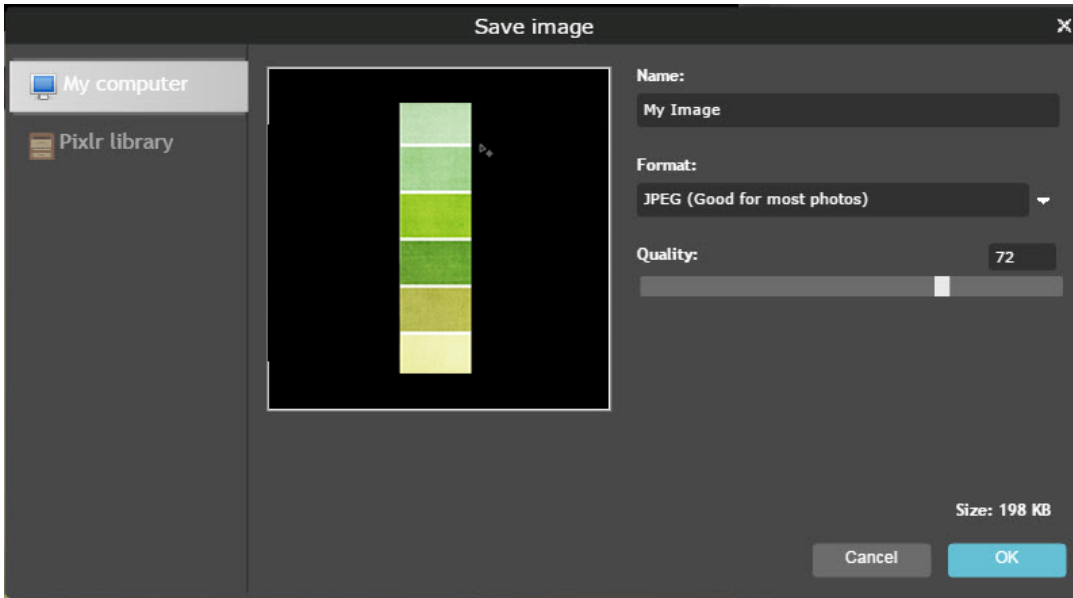 Save image
My computer
Pixlr library
Name:
My Image
Format:
JPEG (Good for most photos)
Quality:
72
Size: 198 KB
Cancel
OK